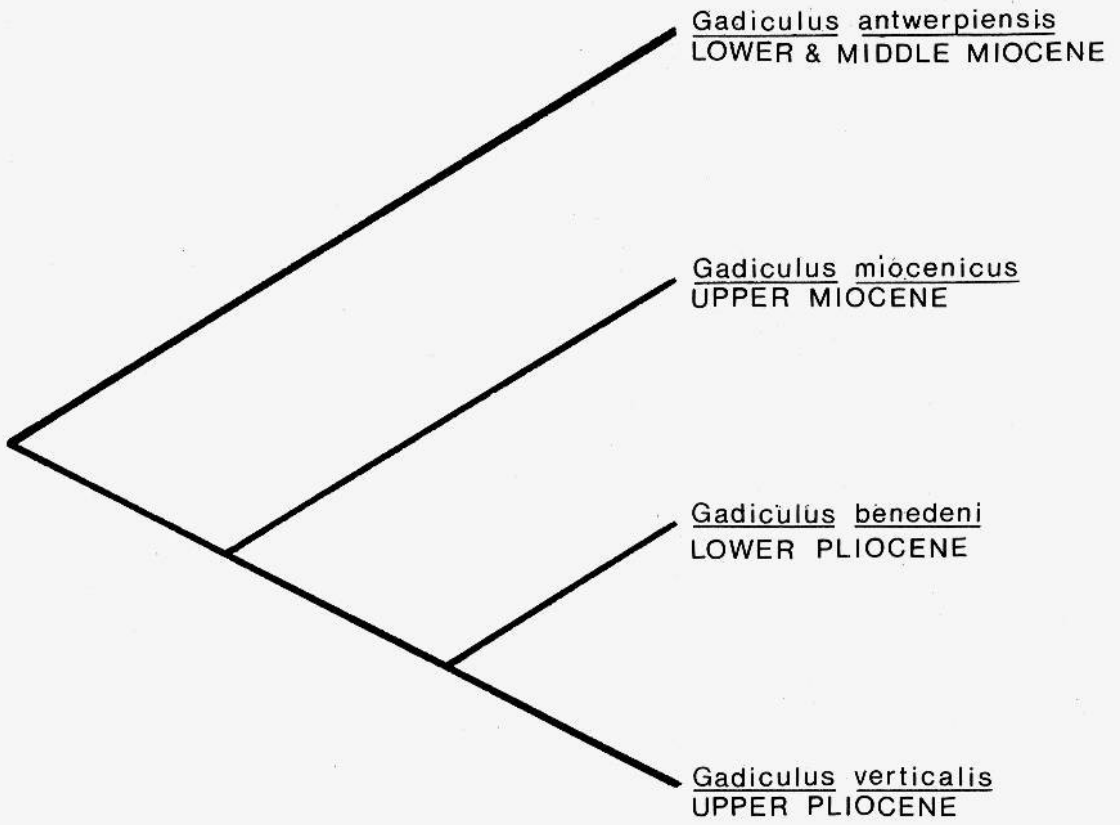 Gadiculus antwerpiensis
LOWER & MIDDLE MIOCENE
Gadiculus miocenicus
UPPER MIOCENE
Gadiculus benedeni
LOWER PLIOCENE
Gadiculus verticalis
UPPER PLIOCENE